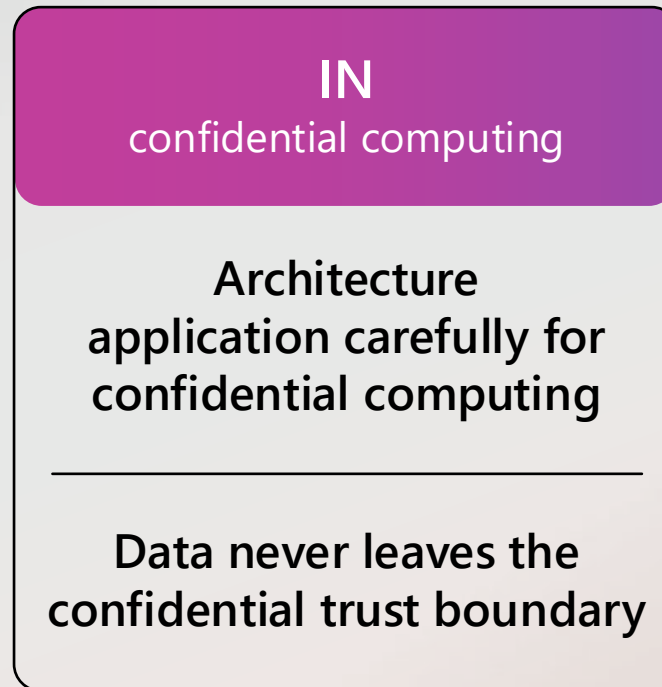 IN
confidential computing
Architecture
application carefully for
confidential computing
Data never leaves the
confidential trust boundary